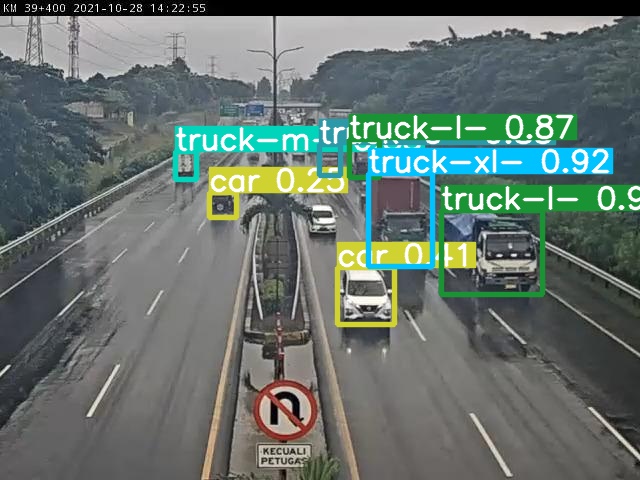 KM 39+400 2021-10-28 14:22:55
truck-m-
tr
truck-l- 0.87
truck-xl- 0.92
car 0.25
truck-l- 0.9
car 0.41
KECUALI
PETUGAS